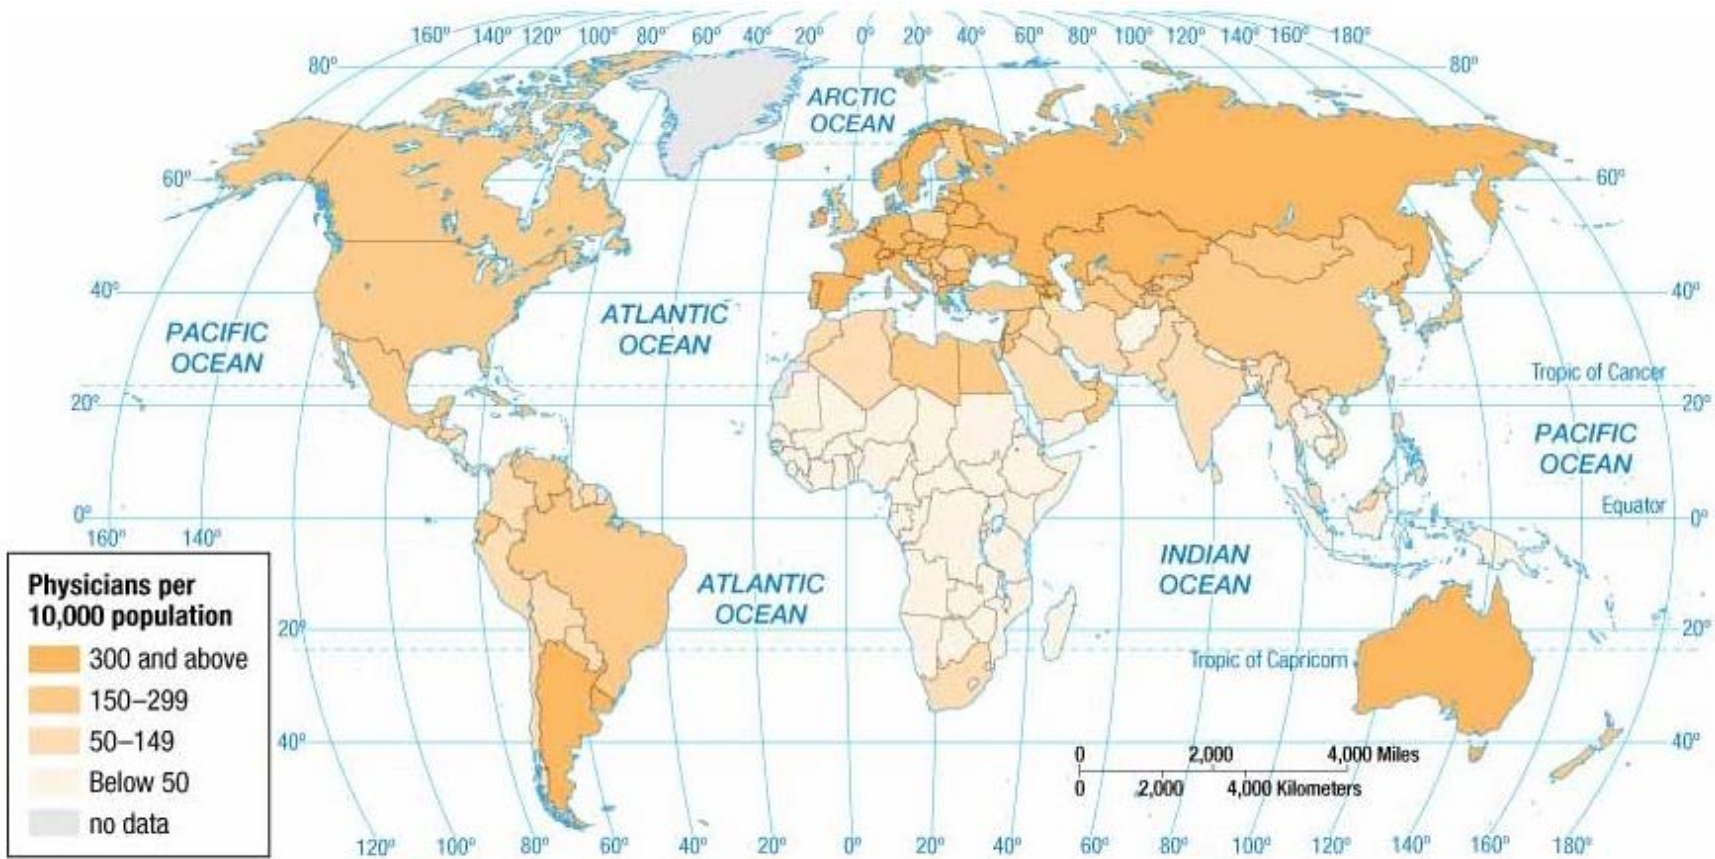 160° 140° 120° 100° 80° 60° 40° 20° 0° 20° 40° 60° 80° 100° 120° 140° 160° 180°
80° 80°
ARCTIC
OCEAN
60° 60°
40° 40°
PACIFIC
OCEAN
ATLANTIC
OCEAN
Tropic of Cancer
20° 20°
PACIFIC
OCEAN
Equator
0° 0°
160° 140°
INDIAN
OCEAN
ATLANTIC
OCEAN
20° 20°
Tropic of Capricorn
40° 40°
Physicians per
10,000 population
300 and above
150–299
50–149
Below 50
no data
0 2,000 4,000 Miles
0 2,000 4,000 Kilometers
120° 100° 80° 60° 40° 20° 0° 20° 40° 60° 80° 100° 120° 140° 160° 180°